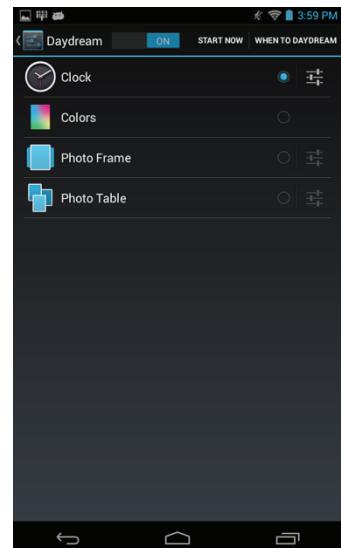 3:59 PM
Daydream ON START NOW WHEN TO DAYDREAM
Clock
Colors
Photo Frame
Photo Table